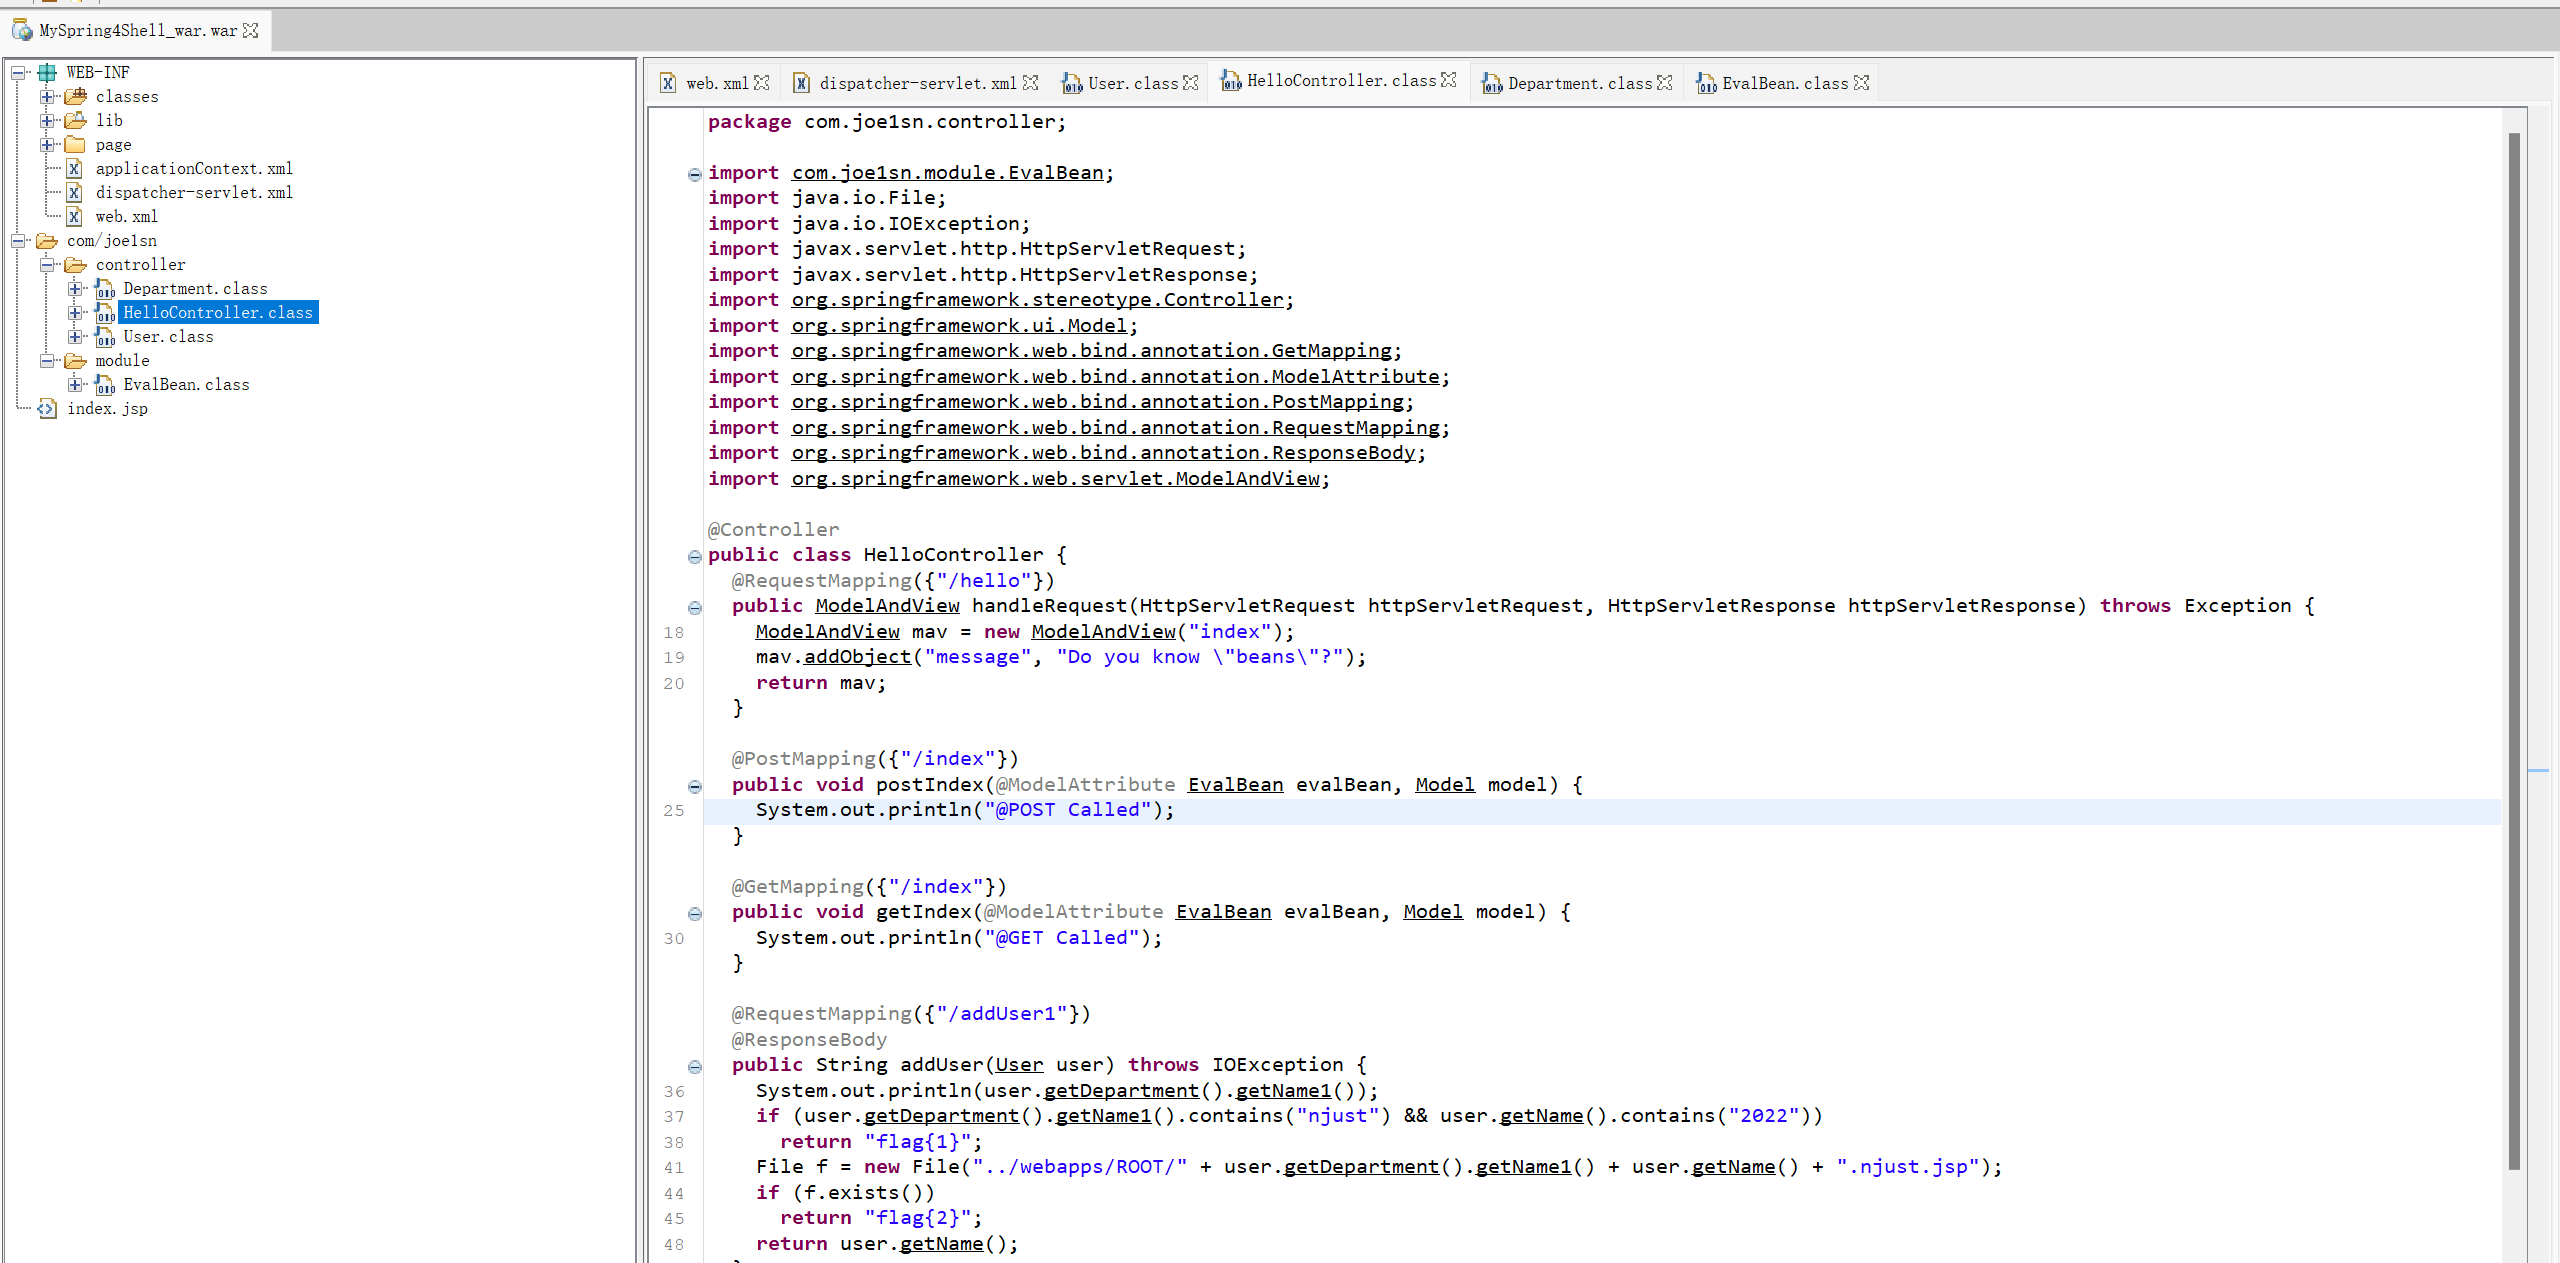 MySpring4Shell_war.war
WEB-INF
classes
lib
page
applicationContext.xml
dispatcher-servlet.xml
web.xml
com/joe1sn
controller
Department.class
HelloController.class
User.class
module
EvalBean.class
index.jsp
web.xml dispatcher-servlet.xml User.class HelloController.class Department.class EvalBean.class
package com.joe1sn.controller;
import com.joe1sn.module.EvalBean;
import java.io.File;
import java.io.IOException;
import javax.servlet.http.HttpServletRequest;
import javax.servlet.http.HttpServletResponse;
import org.springframework.stereotype.Controller;
import org.springframework.ui.Model;
import org.springframework.web.bind.annotation.GetMapping;
import org.springframework.web.bind.annotation.ModelAttribute;
import org.springframework.web.bind.annotation.PostMapping;
import org.springframework.web.bind.annotation.RequestMapping;
import org.springframework.web.bind.annotation.ResponseBody;
import org.springframework.web.servlet.ModelAndView;
@Controller
public class HelloController {
@RequestMapping({"/hello"})
public ModelAndView handleRequest(HttpServletRequest httpServletRequest, HttpServletResponse httpServletResponse) throws Exception {
18 ModelAndView mav = new ModelAndView("index");
19 mav.addObject("message", "Do you know \"beans\"?");
20 return mav;
}
@PostMapping({"/index"})
public void postIndex(@ModelAttribute EvalBean evalBean, Model model) {
25 System.out.println("@POST Called");
}
@GetMapping({"/index"})
public void getIndex(@ModelAttribute EvalBean evalBean, Model model) {
30 System.out.println("@GET Called");
}
@RequestMapping({"/addUser1"})
@ResponseBody
public String addUser(User user) throws IOException {
36 System.out.println(user.getDepartment().getName1());
37 if (user.getDepartment().getName1().contains("njust") && user.getName().contains("2022"))
38 return "flag{1}";
41 File f = new File("../webapps/ROOT/" + user.getDepartment().getName1() + user.getName() + ".njust.jsp");
44 if (f.exists())
45 return "flag{2}";
48 return user.getName();